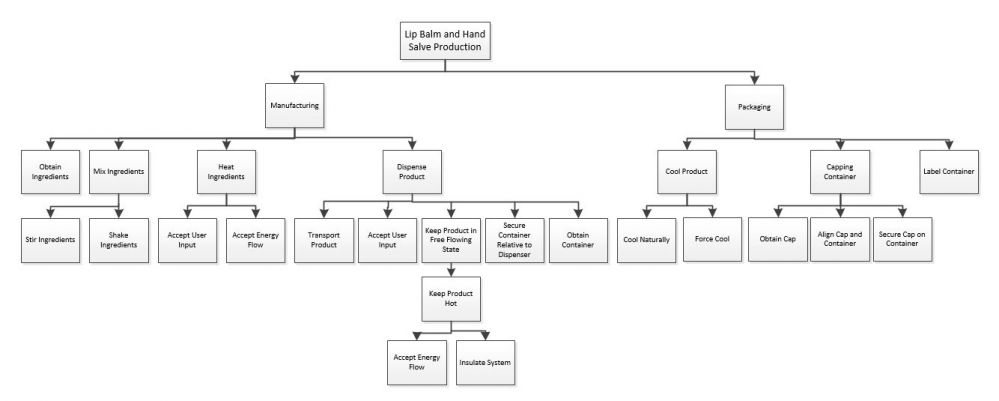 Lip Balm and Hand
Salve Production
Manufacturing
Packaging
Obtain
Ingredients
Mix Ingredients
Heat
Ingredients
Dispense
Product
Cool Product
Capping
Container
Label Container
Stir Ingredients
Shake
Ingredients
Accept User
Input
Accept Energy
Flow
Transport
Product
Accept User
Input
Keep Product in
Free Flowing
State
Secure
Container
Relative to
Dispenser
Obtain
Container
Cool Naturally
Force Cool
Obtain Cap
Align Cap and
Container
Secure Cap on
Container
Keep Product
Hot
Accept Energy
Flow
Insulate System